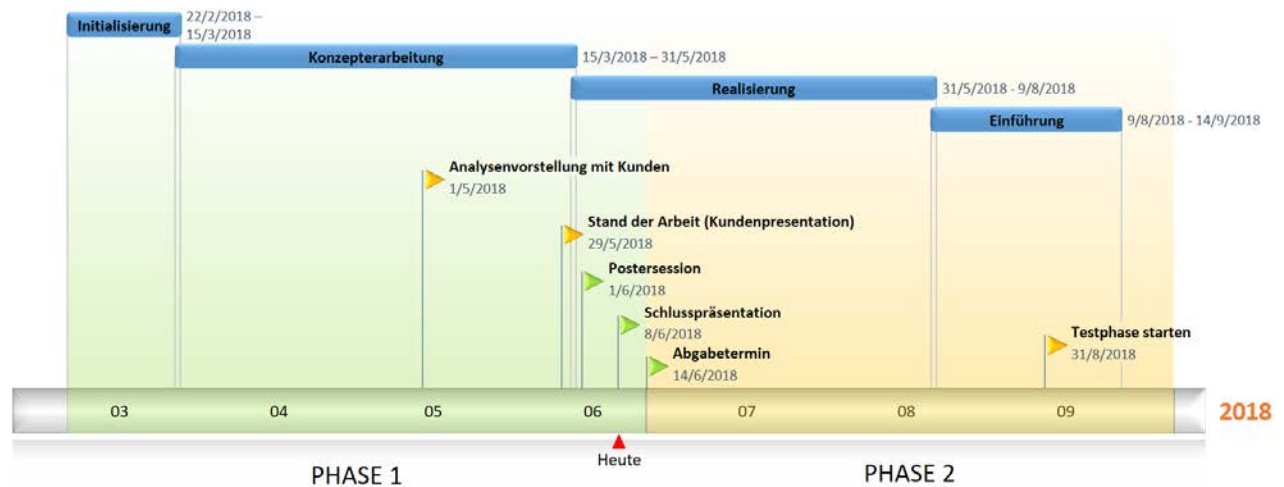 Initialisierung
22/2/2018 –
15/3/2018
Konzepterarbeitung
15/3/2018 – 31/5/2018
Realisierung
31/5/2018 - 9/8/2018
Einführung
9/8/2018 - 14/9/2018
Analysenvorstellung mit Kunden
1/5/2018
Stand der Arbeit (Kundenpresentation)
29/5/2018
Postersession
1/6/2018
Schlusspräsentation
8/6/2018
Abgabetermin
14/6/2018
Testphase starten
31/8/2018
03 04 05 06 07 08 09 2018
Heute
PHASE 1 PHASE 2